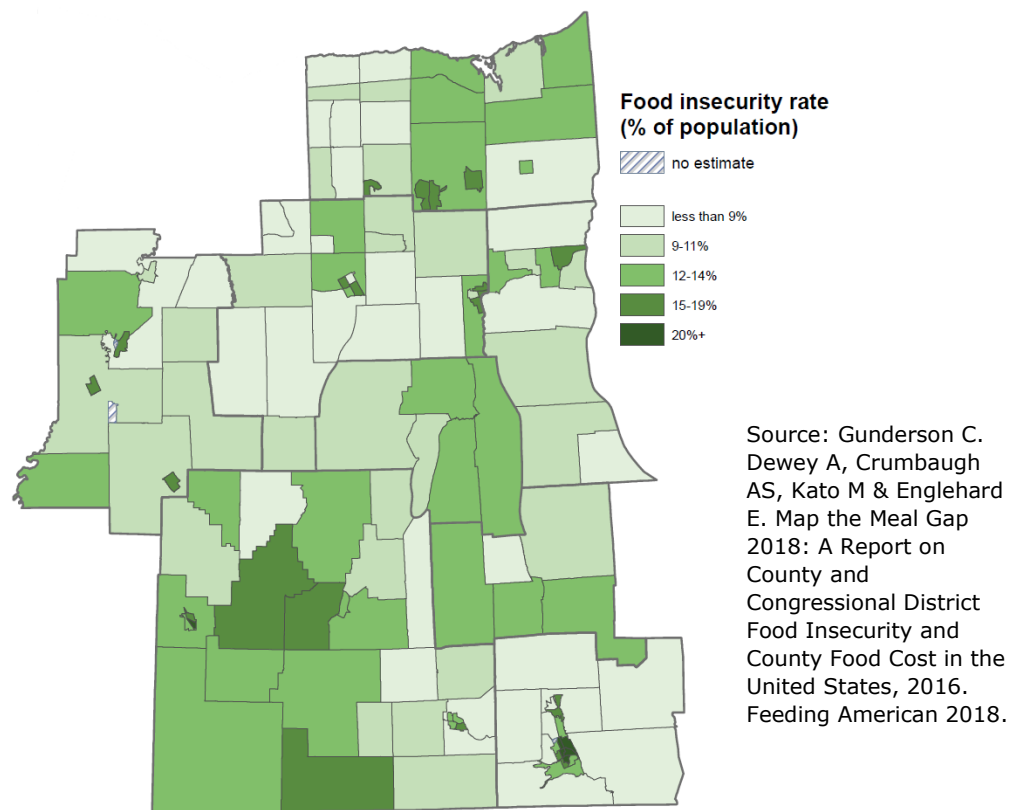 Food insecurity rate
(% of population)
no estimate
less than 9%
9-11%
12-14%
15-19%
20%+
Source: Gunderson C.
Dewey A, Crumbaugh
AS, Kato M & Englehard
E. Map the Meal Gap
2018: A Report on
County and
Congressional District
Food Insecurity and
County Food Cost in the
United States, 2016.
Feeding American 2018.